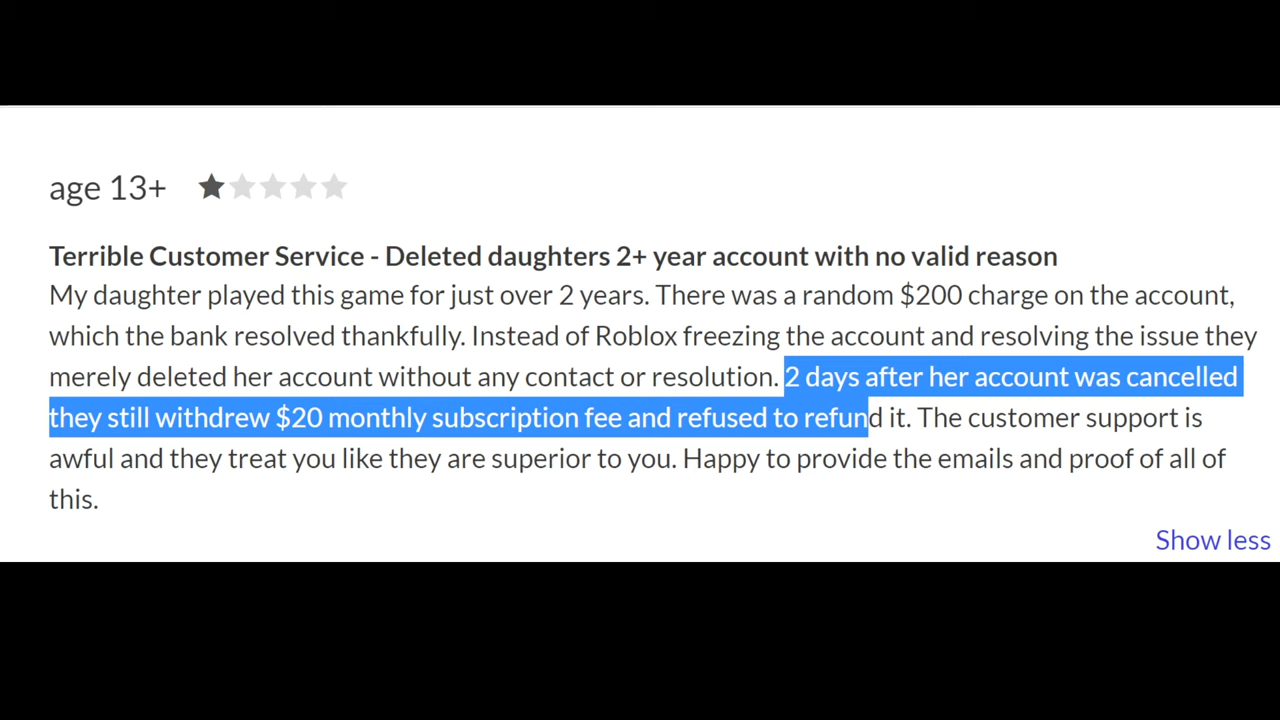 age 13+
Terrible Customer Service - Deleted daughters 2+ year account with no valid reason
My daughter played this game for just over 2 years. There was a random $200 charge on the account,
which the bank resolved thankfully. Instead of Roblox freezing the account and resolving the issue they
merely deleted her account without any contact or resolution. 2 days after her account was cancelled
they still withdrew $20 monthly subscription fee and refused to refund it. The customer support is
awful and they treat you like they are superior to you. Happy to provide the emails and proof of all of
this.
Show less